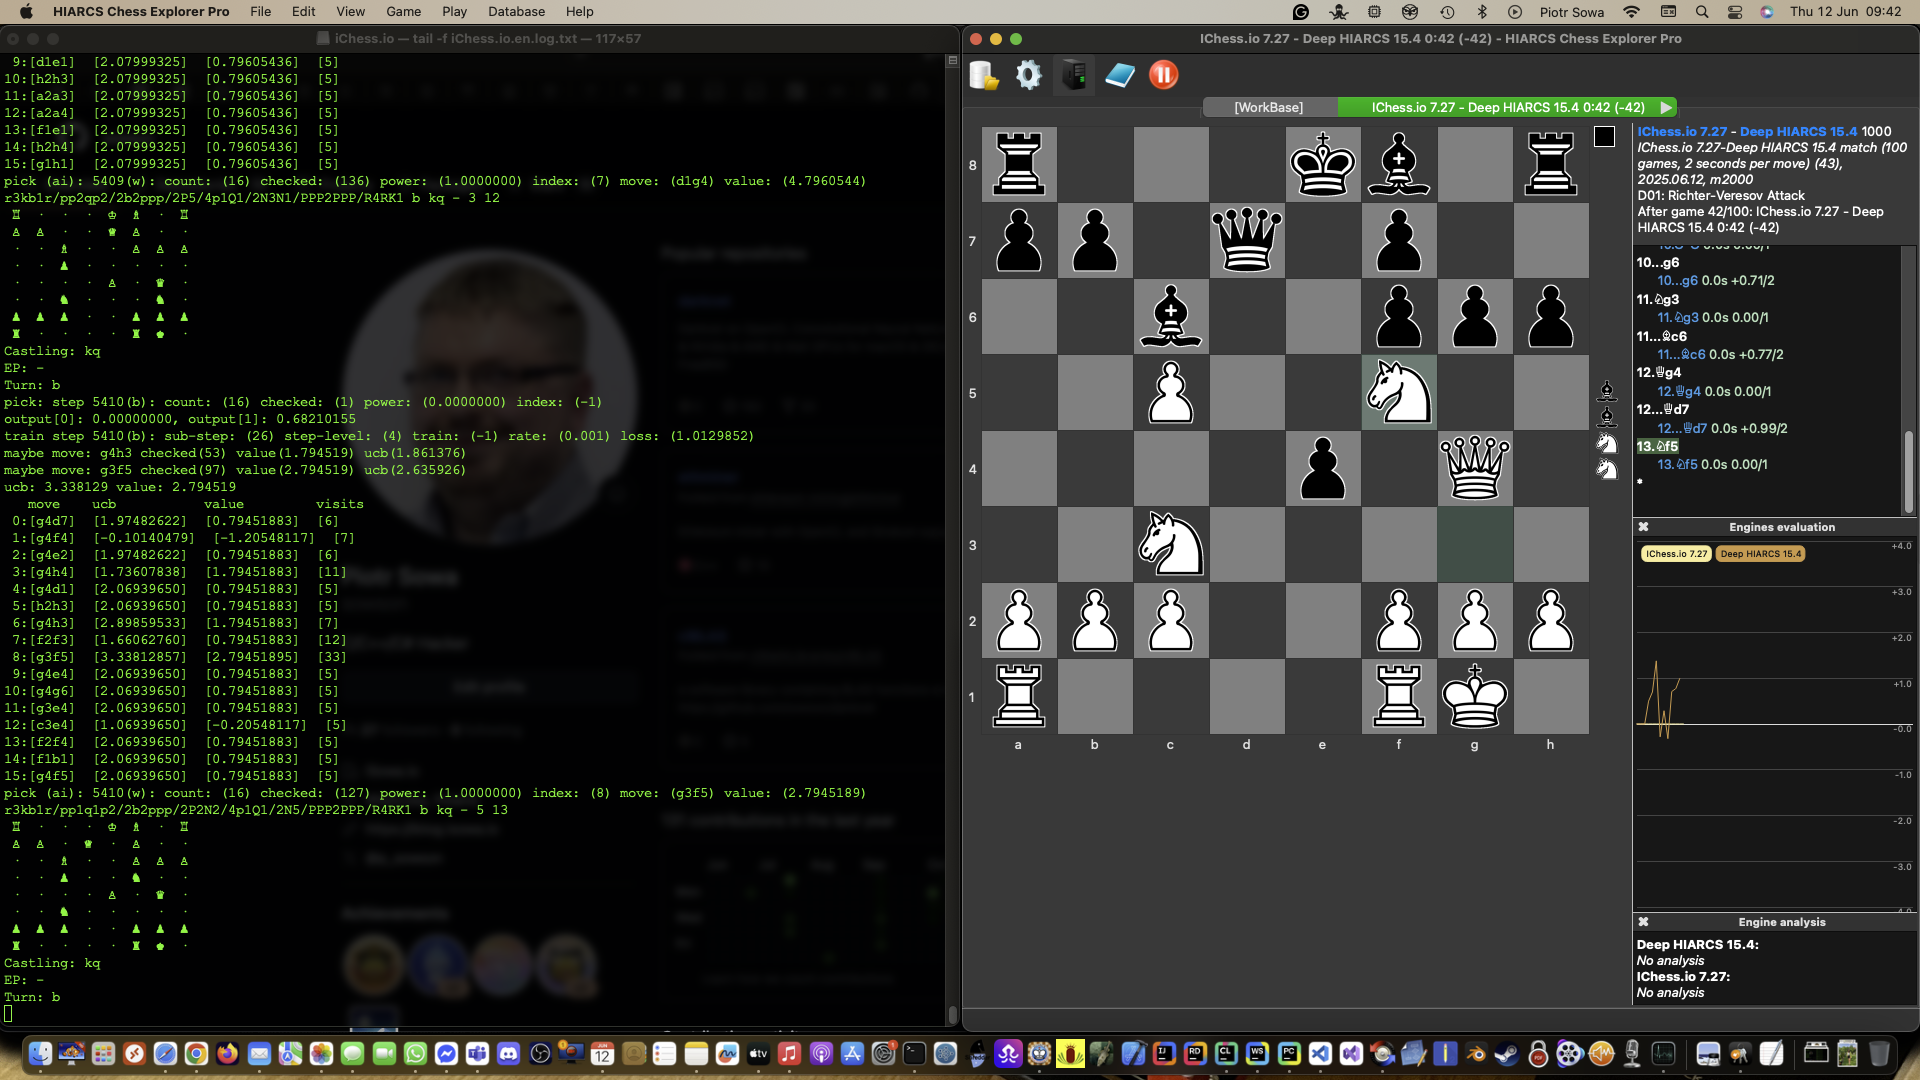 HIARCS Chess Explorer Pro File Edit View Game Play Database Help
Piotr Sowa Thu 12 Jun 09:42
iChess.io — tail -f iChess.io.en.log.txt — 117×57
9:[d1e1] [2.07999325] [0.79605436] [5]
10:[h2h3] [2.07999325] [0.79605436] [5]
11:[a2a3] [2.07999325] [0.79605436] [5]
12:[a2a4] [2.07999325] [0.79605436] [5]
13:[f1e1] [2.07999325] [0.79605436] [5]
14:[h2h4] [2.07999325] [0.79605436] [5]
15:[g1h1] [2.07999325] [0.79605436] [5]
pick (ai): 5409(w): count: (16) checked: (136) power: (1.0000000) index: (7) move: (d1g4) value: (4.7960544)
r3kb1r/pp2qp2/2b2ppp/2P5/4p1Q1/2N3N1/PPP2PPP/R4RK1 b kq - 3 12
Castling: kq
EP: -
Turn: b
pick: step 5410(b): count: (16) checked: (1) power: (0.0000000) index: (-1)
output[0]: 0.00000000, output[1]: 0.68210155
train step 5410(b): sub-step: (26) step-level: (4) train: (-1) rate: (0.001) loss: (1.0129852)
maybe move: g4h3 checked(53) value(1.794519) ucb(1.861376)
maybe move: g3f5 checked(97) value(2.794519) ucb(2.635926)
ucb: 3.338129 value: 2.794519
move ucb value visits
0:[g4d7] [1.97482622] [0.79451883] [6]
1:[g4f4] [-0.10140479] [-1.20548117] [7]
2:[g4e2] [1.97482622] [0.79451883] [6]
3:[g4h4] [1.73607838] [1.79451883] [11]
4:[g4d1] [2.06939650] [0.79451883] [5]
5:[h2h3] [2.06939650] [0.79451883] [5]
6:[g4h3] [2.89859533] [1.79451883] [7]
7:[f2f3] [1.66062760] [0.79451883] [12]
8:[g3f5] [3.33812857] [2.79451895] [33]
9:[g4e4] [2.06939650] [0.79451883] [5]
10:[g4g6] [2.06939650] [0.79451883] [5]
11:[g3e4] [2.06939650] [0.79451883] [5]
12:[c3e4] [1.06939650] [-0.20548117] [5]
13:[f2f4] [2.06939650] [0.79451883] [5]
14:[f1b1] [2.06939650] [0.79451883] [5]
15:[g4f5] [2.06939650] [0.79451883] [5]
pick (ai): 5410(w): count: (16) checked: (127) power: (1.0000000) index: (8) move: (g3f5) value: (2.7945189)
r3kb1r/pp1q1p2/2b2ppp/2P2N2/4p1Q1/2N5/PPP2PPP/R4RK1 b kq - 5 13
Castling: kq
EP: -
Turn: b
IChess.io 7.27 - Deep HIARCS 15.4 0:42 (-42) - HIARCS Chess Explorer Pro
[WorkBase] IChess.io 7.27 - Deep HIARCS 15.4 0:42 (-42)
8
7
6
5
4
3
2
1
a b c d e f g h
IChess.io 7.27 - Deep HIARCS 15.4 1000
IChess.io 7.27-Deep HIARCS 15.4 match (100
games, 2 seconds per move) (43),
2025.06.12, m2000
D01: Richter-Veresov Attack
After game 42/100: IChess.io 7.27 - Deep
HIARCS 15.4 0:42 (-42)
10...g6
10...g6 0.0s +0.71/2
11.♘g3
11.♘g3 0.0s 0.00/1
11...♗c6
11...♗c6 0.0s +0.77/2
12.♕g4
12.♕g4 0.0s 0.00/1
12...♕d7
12...♕d7 0.0s +0.99/2
13.♘f5
13.♘f5 0.0s 0.00/1
*
Engines evaluation
IChess.io 7.27 Deep HIARCS 15.4
+4.0
+3.0
+2.0
+1.0
-0.0
-1.0
-2.0
-3.0
Engine analysis
Deep HIARCS 15.4:
No analysis
IChess.io 7.27:
No analysis